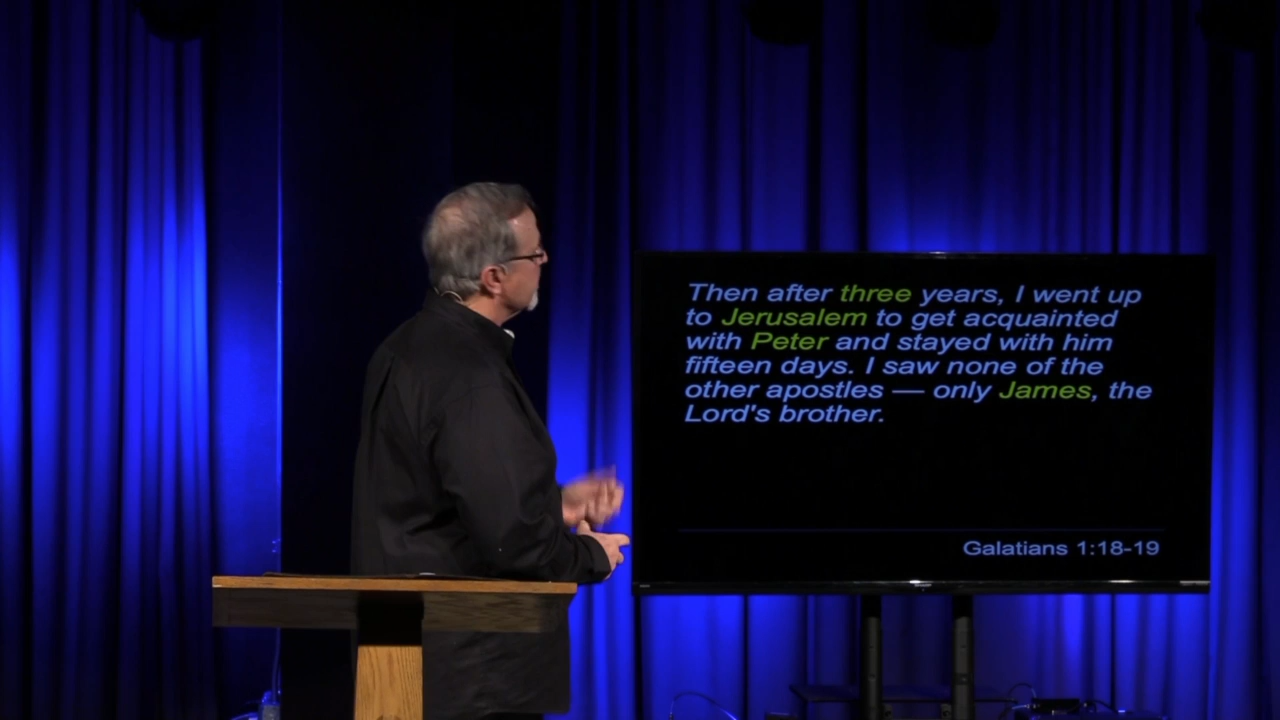 Then after three years, I went up
to Jerusalem to get acquainted
with Peter and stayed with him
fifteen days. I saw none of the
other apostles — only James, the
Lord's brother.
Galatians 1:18-19